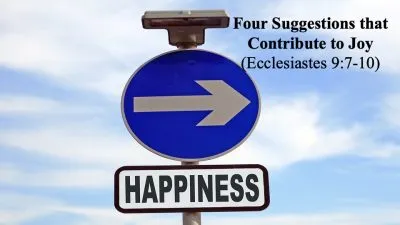 Four Suggestions that
Contribute to Joy
(Ecclesiastes 9:7-10)
HAPPINESS